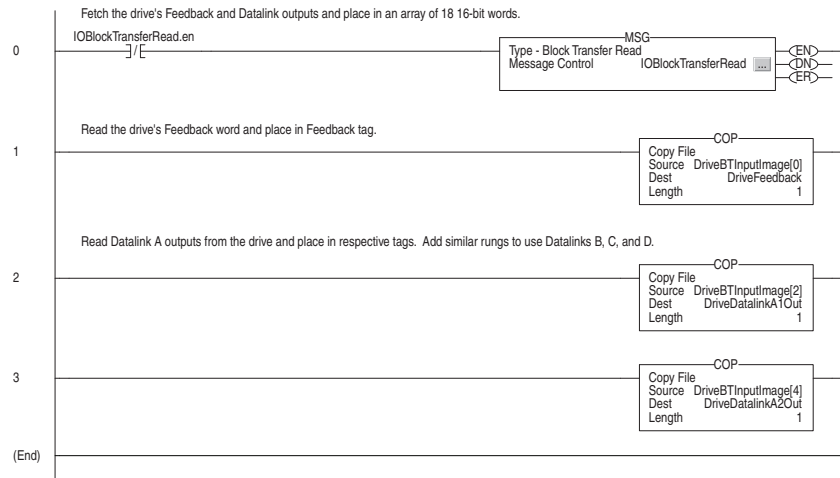 Fetch the drive's Feedback and Datalink outputs and place in an array of 18 16-bit words.
0
IOBlockTransferRead.en
MSG
Type - Block Transfer Read
Message Control IOBlockTransferRead ...
EN
DN
ER
Read the drive's Feedback word and place in Feedback tag.
1
COP
Copy File
Source DriveBTInputImage[0]
Dest DriveFeedback
Length 1
Read Datalink A outputs from the drive and place in respective tags. Add similar rungs to use Datalinks B, C, and D.
2
COP
Copy File
Source DriveBTInputImage[2]
Dest DriveDatalinkA1Out
Length 1
3
COP
Copy File
Source DriveBTInputImage[4]
Dest DriveDatalinkA2Out
Length 1
(End)